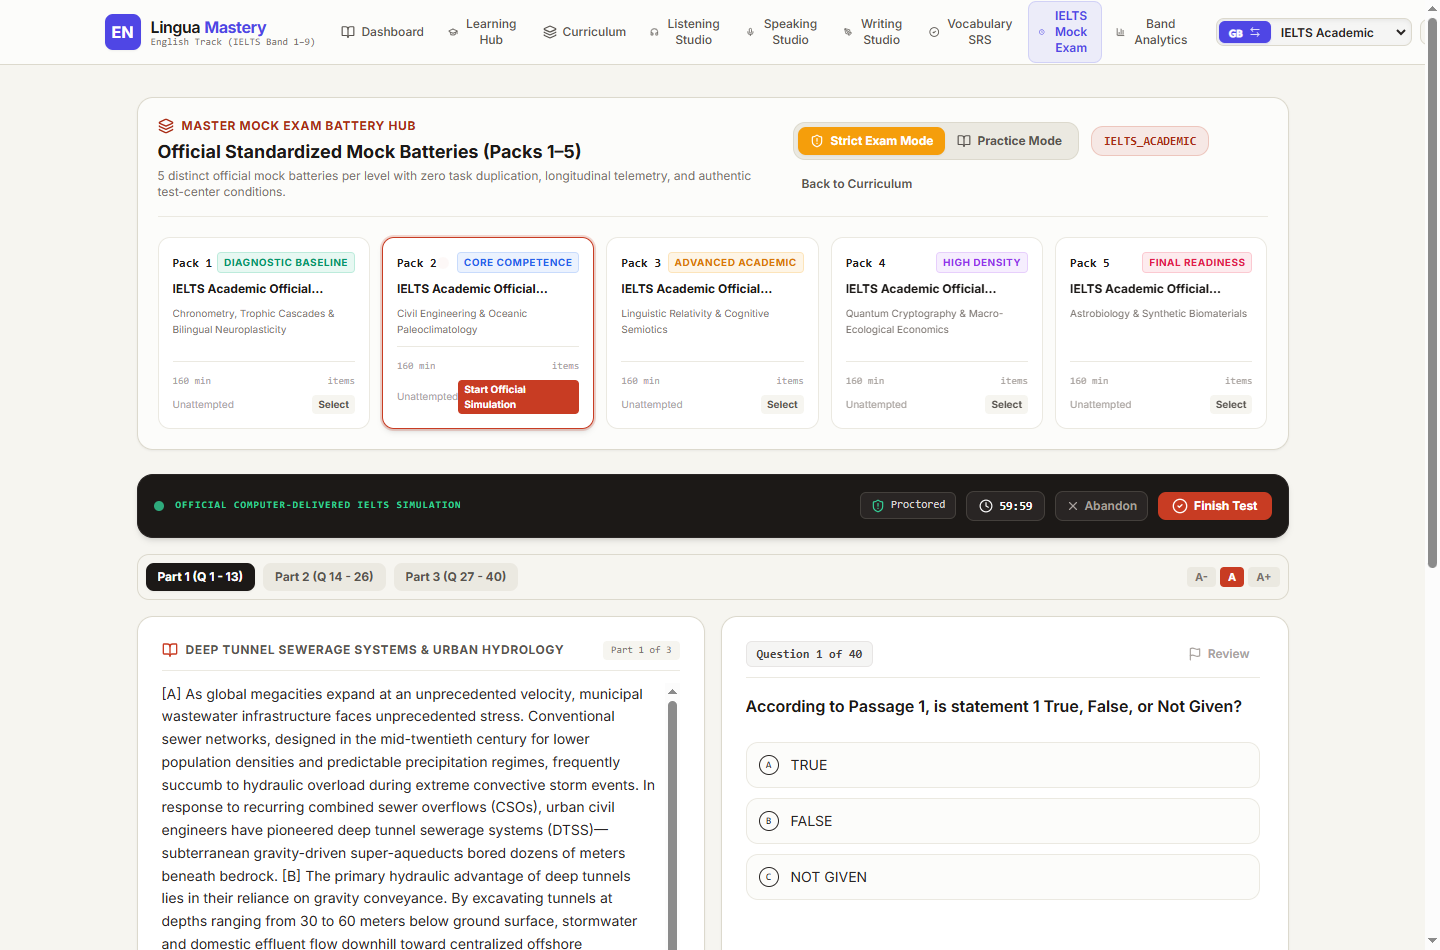 EN
Lingua Mastery
English Track (IELTS Band 1–9)
Dashboard
Learning
Hub
Curriculum
Listening
Studio
Speaking
Studio
Writing
Studio
Vocabulary
SRS
IELTS
Mock
Exam
Band
Analytics
GB
IELTS Academic
MASTER MOCK EXAM BATTERY HUB
Official Standardized Mock Batteries (Packs 1–5)
5 distinct official mock batteries per level with zero task duplication, longitudinal telemetry, and authentic
test-center conditions.
Strict Exam Mode
Practice Mode
IELTS_ACADEMIC
Back to Curriculum
Pack 1
DIAGNOSTIC BASELINE
IELTS Academic Official...
Chronometry, Trophic Cascades &
Bilingual Neuroplasticity
160 min
items
Unattempted
Select
Pack 2
CORE COMPETENCE
IELTS Academic Official...
Civil Engineering & Oceanic
Paleoclimatology
160 min
items
Unattempted
Start Official
Simulation
Pack 3
ADVANCED ACADEMIC
IELTS Academic Official...
Linguistic Relativity & Cognitive
Semiotics
160 min
items
Unattempted
Select
Pack 4
HIGH DENSITY
IELTS Academic Official...
Quantum Cryptography & Macro-
Ecological Economics
160 min
items
Unattempted
Select
Pack 5
FINAL READINESS
IELTS Academic Official...
Astrobiology & Synthetic Biomaterials
160 min
items
Unattempted
Select
OFFICIAL COMPUTER-DELIVERED IELTS SIMULATION
Proctored
59:59
Abandon
Finish Test
Part 1 (Q 1 - 13)
Part 2 (Q 14 - 26)
Part 3 (Q 27 - 40)
A-
A
A+
DEEP TUNNEL SEWERAGE SYSTEMS & URBAN HYDROLOGY
Part 1 of 3
[A] As global megacities expand at an unprecedented velocity, municipal
wastewater infrastructure faces unprecedented stress. Conventional
sewer networks, designed in the mid-twentieth century for lower
population densities and predictable precipitation regimes, frequently
succumb to hydraulic overload during extreme convective storm events. In
response to recurring combined sewer overflows (CSOs), urban civil
engineers have pioneered deep tunnel sewerage systems (DTSS)—
subterranean gravity-driven super-aqueducts bored dozens of meters
beneath bedrock. [B] The primary hydraulic advantage of deep tunnels
lies in their reliance on gravity conveyance. By excavating tunnels at
depths ranging from 30 to 60 meters below ground surface, stormwater
and domestic effluent flow downhill toward centralized offshore
Question 1 of 40
Review
According to Passage 1, is statement 1 True, False, or Not Given?
A
TRUE
B
FALSE
C
NOT GIVEN